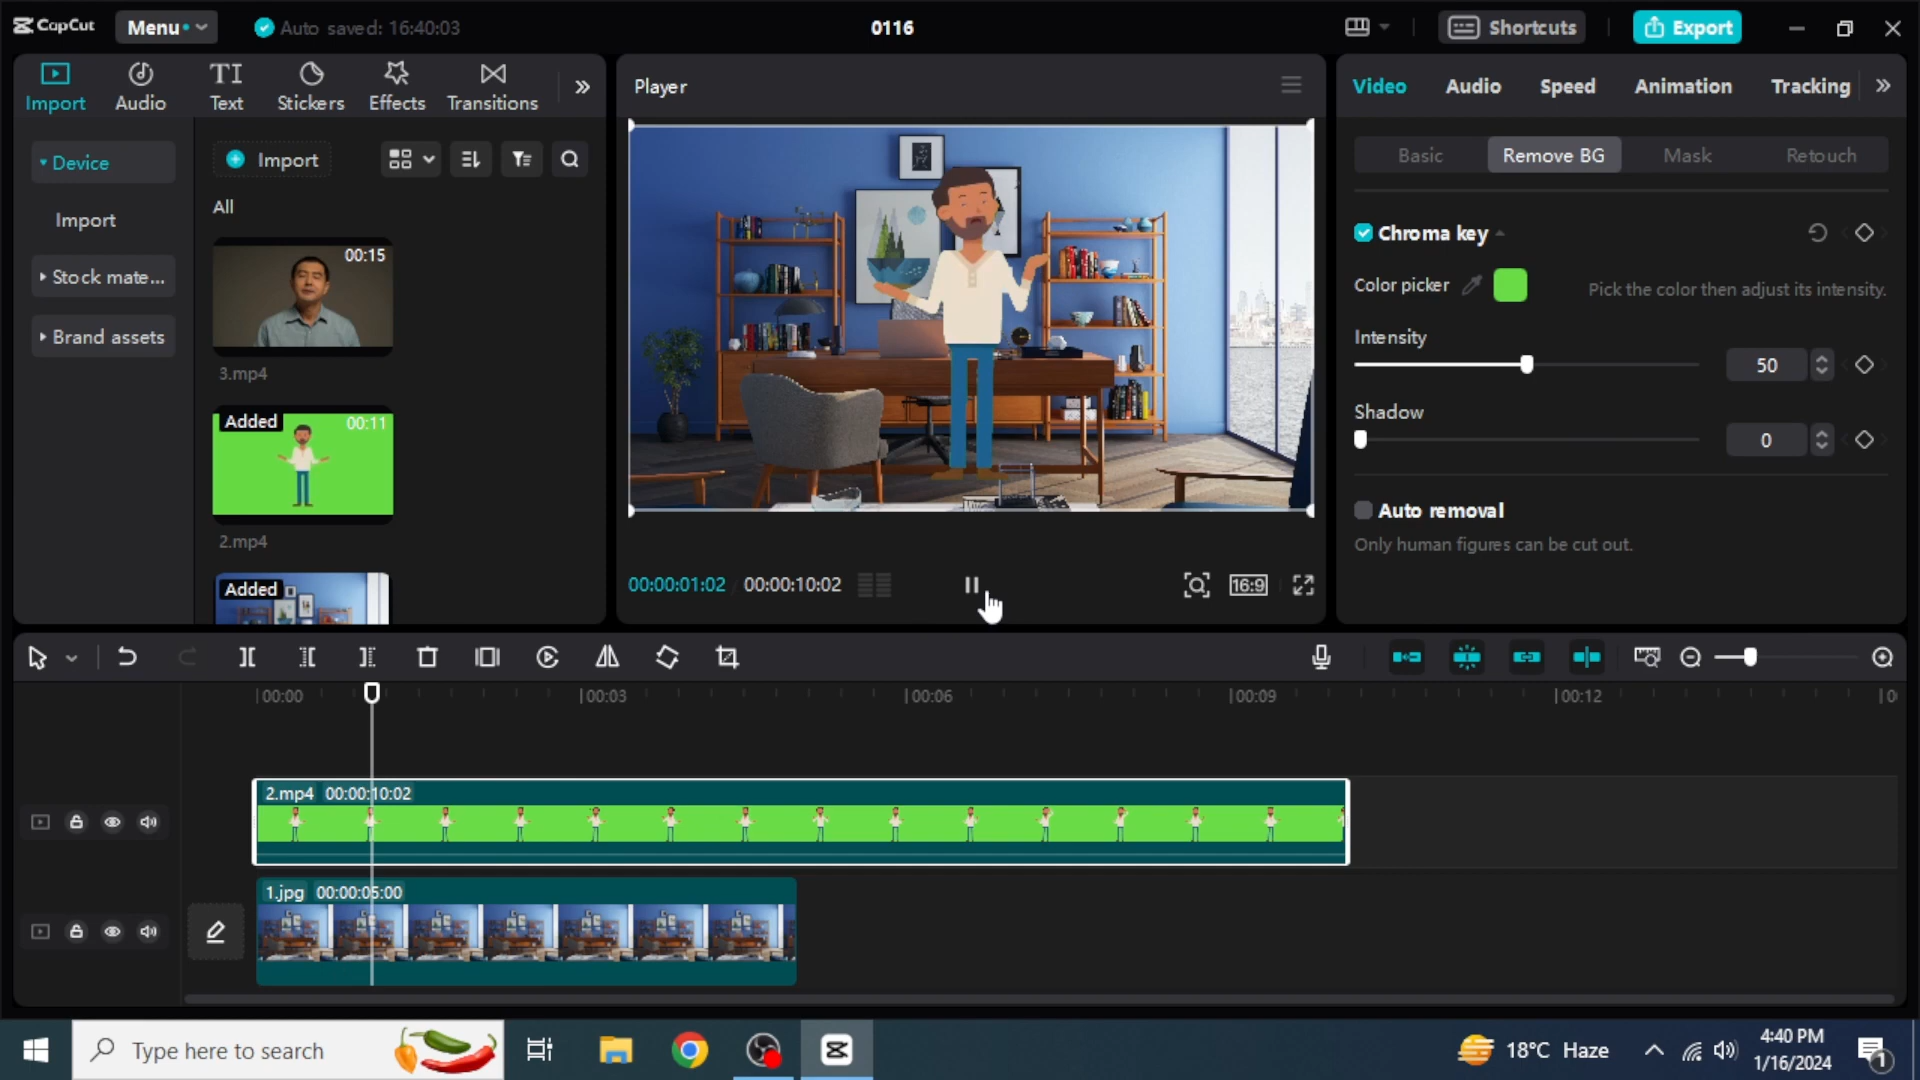 CapCut
Menu
Auto saved: 16:40:03
0116
Shortcuts
Export
Import
Audio
TI
Text
Stickers
Effects
Transitions
Device
Import
Stock mate...
Brand assets
Import
All
00:15
3.mp4
Added
00:11
2.mp4
Added
Player
00:00:01:02
00:00:10:02
16:9
Video
Audio
Speed
Animation
Tracking
Basic
Remove BG
Mask
Retouch
Chroma key
Color picker
Pick the color then adjust its intensity.
Intensity
50
Shadow
0
Auto removal
Only human figures can be cut out.
00:00
00:03
00:06
00:09
00:12
2.mp4 00:00:10:02
1.jpg 00:00:05:00
Type here to search
18°C Haze
4:40 PM
1/16/2024
1